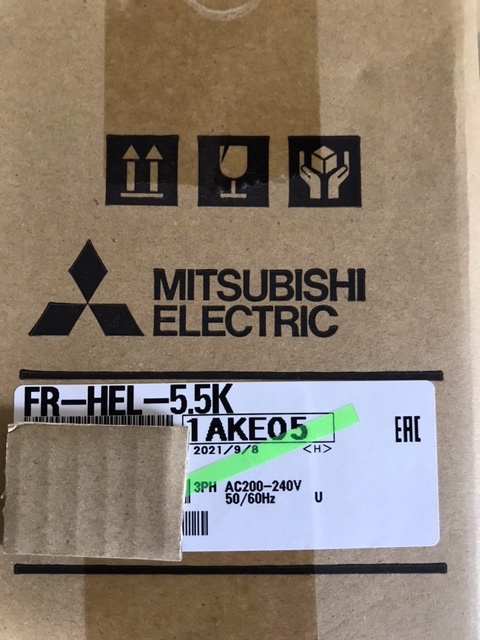 MITSUBISHI
ELECTRIC
FR-HEL-5.5K
1AKE05
2021/9/8 <H>
EAC
3PH AC200-240V
50/60Hz U